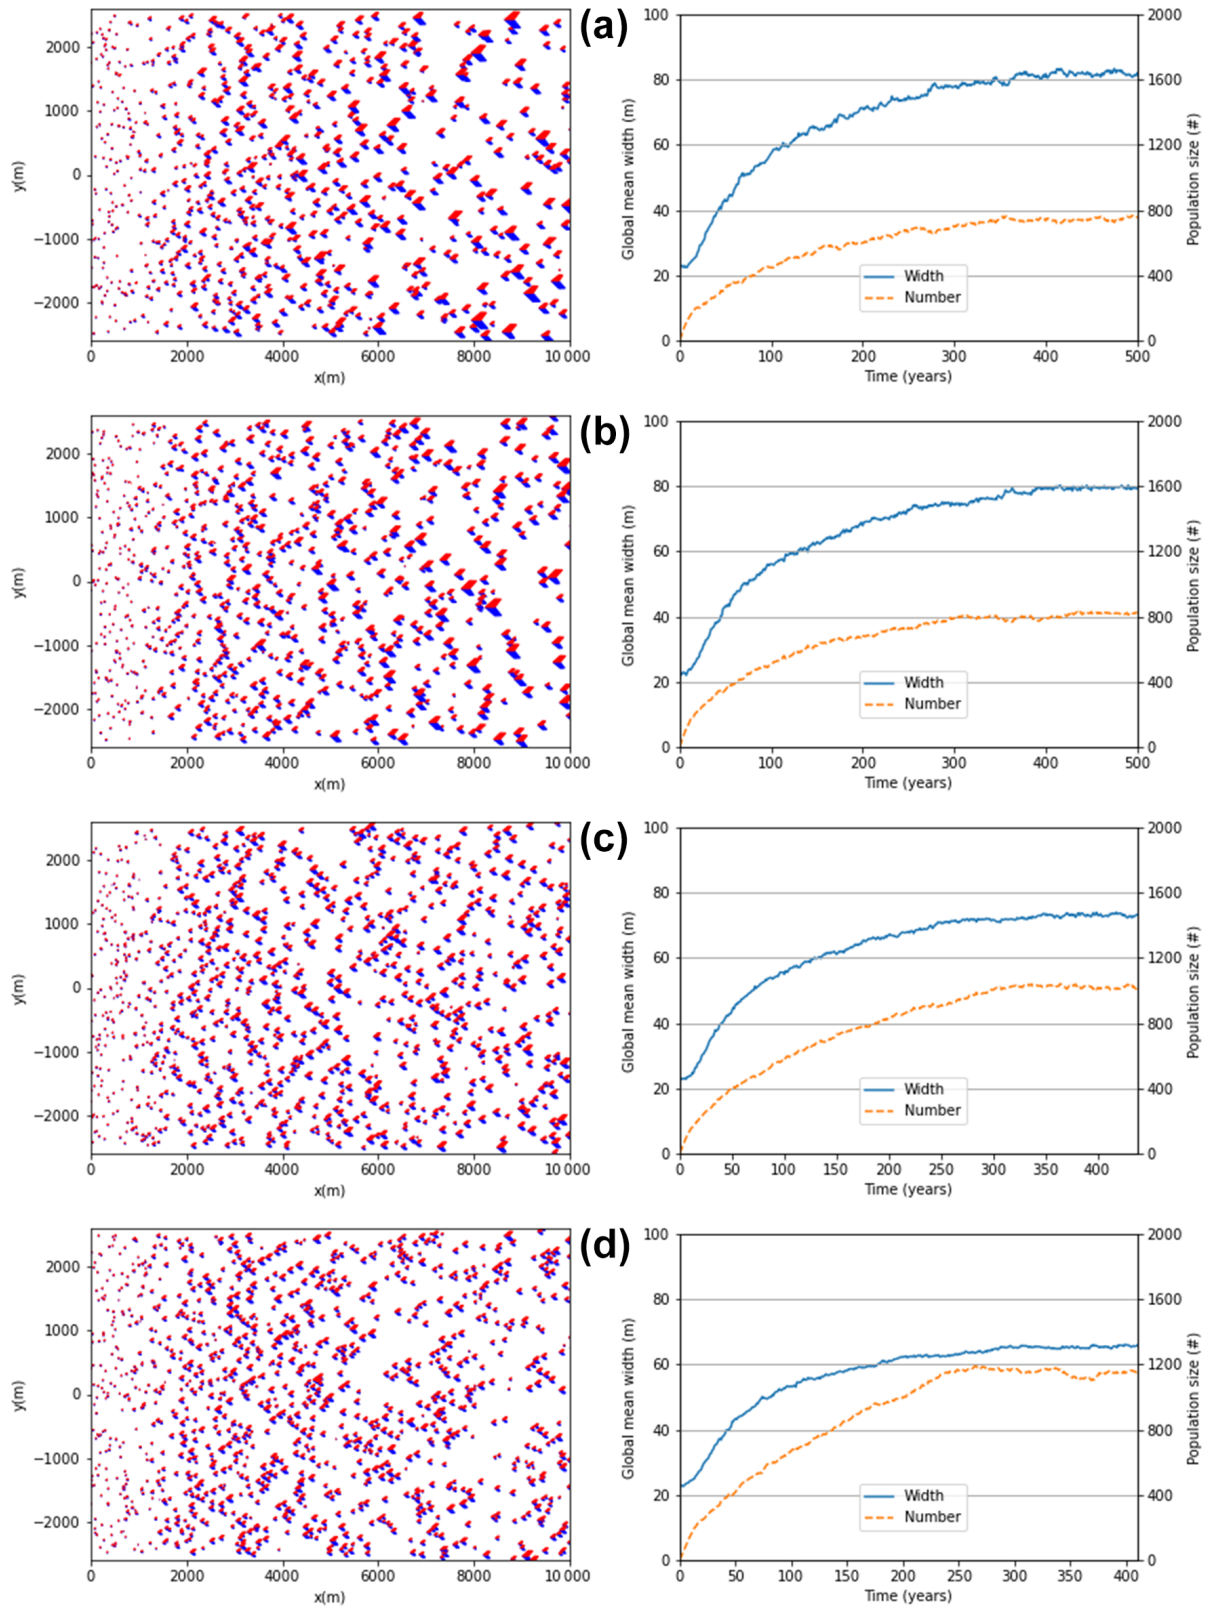 (a)
2000
1000
0
−1000
−2000
y(m)
0 2000 4000 6000 8000 10 000
x(m)
100
80
60
40
20
0
Global mean width (m)
2000
1600
1200
800
400
0
Population size (#)
Width
Number
0 100 200 300 400 500
Time (years)
(b)
2000
1000
0
−1000
−2000
y(m)
0 2000 4000 6000 8000 10 000
x(m)
100
80
60
40
20
0
Global mean width (m)
2000
1600
1200
800
400
0
Population size (#)
Width
Number
0 100 200 300 400 500
Time (years)
(c)
2000
1000
0
−1000
−2000
y(m)
0 2000 4000 6000 8000 10 000
x(m)
100
80
60
40
20
0
Global mean width (m)
2000
1600
1200
800
400
0
Population size (#)
Width
Number
0 50 100 150 200 250 300 350 400
Time (years)
(d)
2000
1000
0
−1000
−2000
y(m)
0 2000 4000 6000 8000 10 000
x(m)
100
80
60
40
20
0
Global mean width (m)
2000
1600
1200
800
400
0
Population size (#)
Width
Number
0 50 100 150 200 250 300 350 400
Time (years)